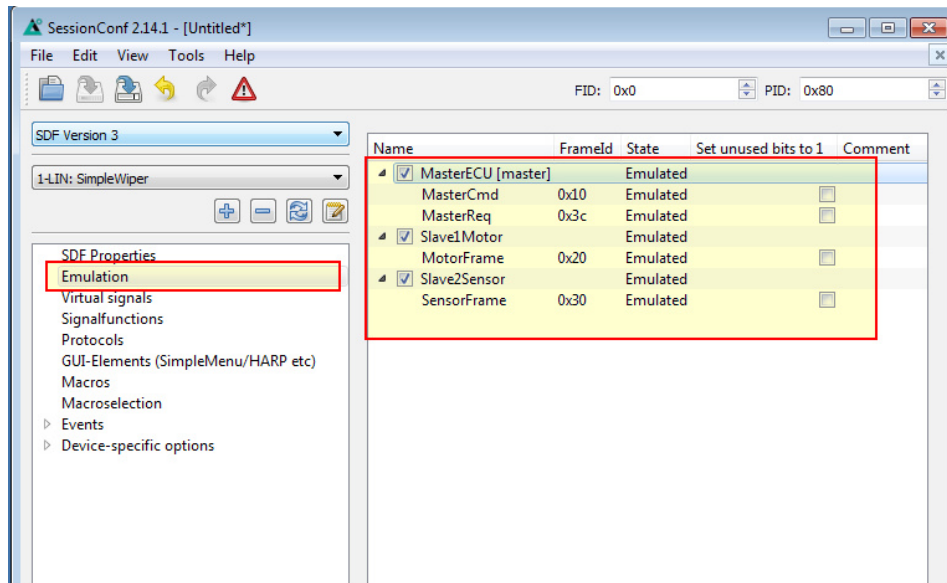 SessionConf 2.14.1 - [Untitled*]
File Edit View Tools Help
FID: 0x0 PID: 0x80
SDF Version 3
1-LIN: SimpleWiper
SDF Properties
Emulation
Virtual signals
Signalfunctions
Protocols
GUI-Elements (SimpleMenu/HARP etc)
Macros
Macroselection
Events
Device-specific options
Name FrameId State Set unused bits to 1 Comment
MasterECU [master] Emulated
MasterCmd 0x10 Emulated
MasterReq 0x3c Emulated
Slave1Motor Emulated
MotorFrame 0x20 Emulated
Slave2Sensor Emulated
SensorFrame 0x30 Emulated